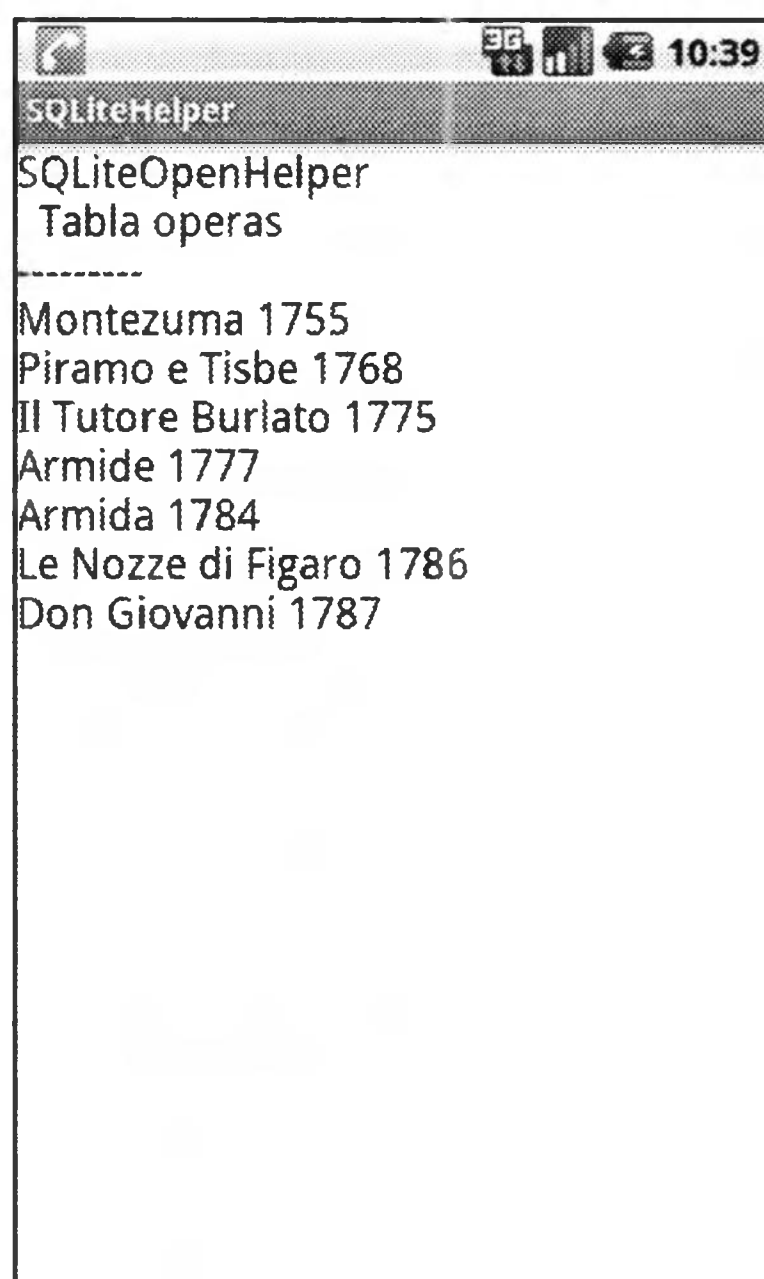 3G 10:39
SQLiteHelper
SQLiteOpenHelper
Tabla operas
---------
Montezuma 1755
Piramo e Tisbe 1768
Il Tutore Burlato 1775
Armide 1777
Armida 1784
Le Nozze di Figaro 1786
Don Giovanni 1787